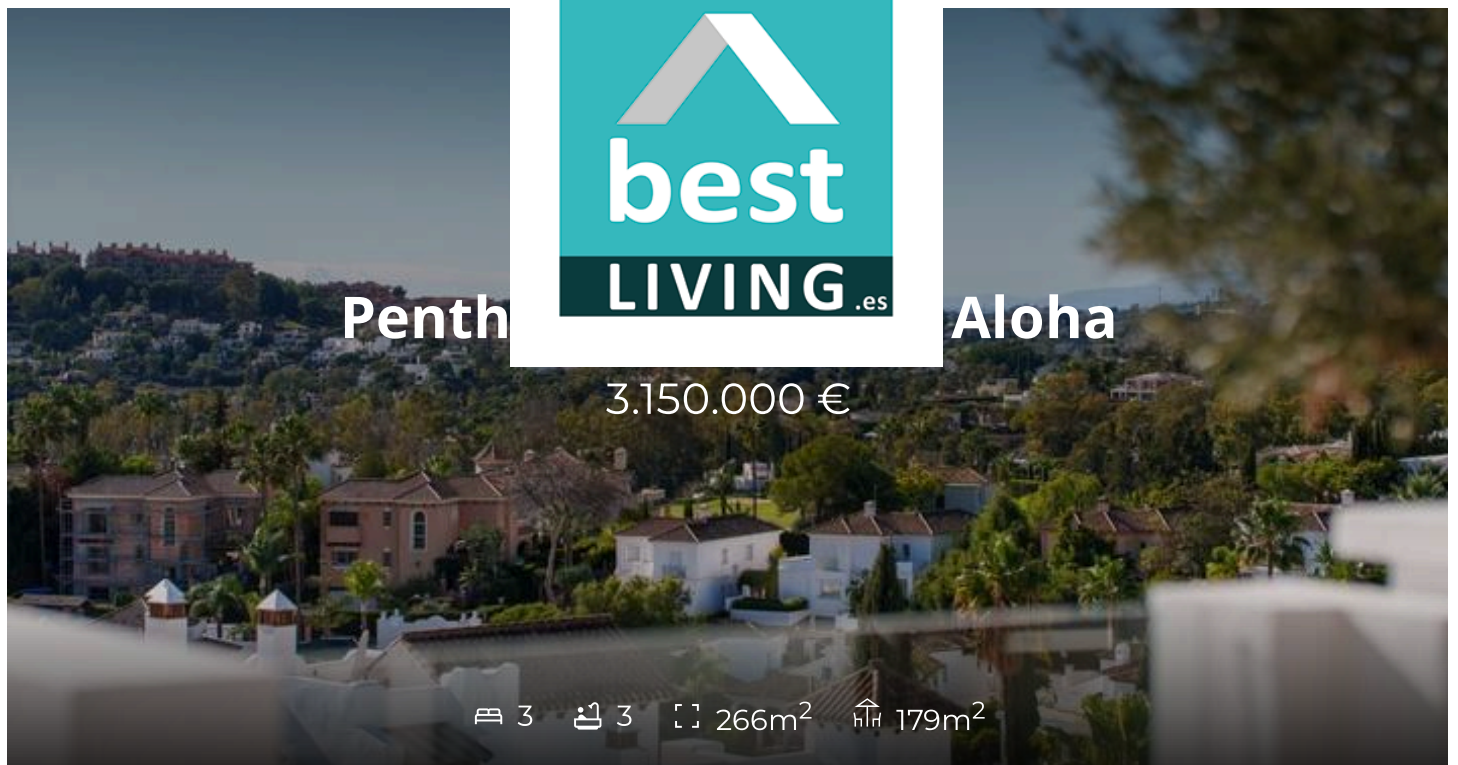 best
LIVING.es
Penth Aloha
3.150.000 €
3 3 266m² 179m²